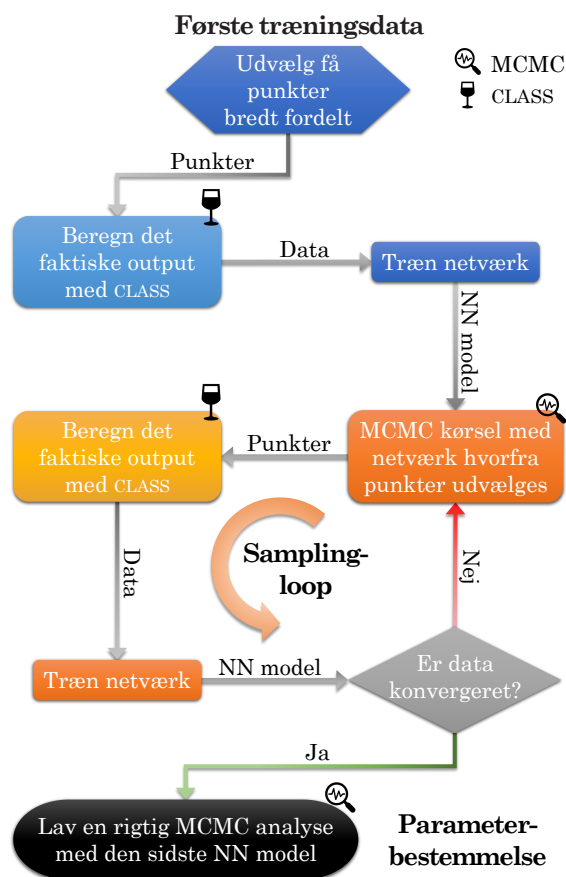 Første træningsdata
Udvælg få
punkter
bredt fordelt
MCMC
CLASS
Punkter
Beregn det
faktiske output
med CLASS
Data
Træn netværk
NN model
MCMC kørsel med
netværk hvorfra
punkter udvælges
Punkter
Beregn det
faktiske output
med CLASS
Data
Sampling-
loop
Nej
Træn netværk
NN model
Er data
konvergeret?
Ja
Lav en rigtig MCMC analyse
med den sidste NN model
Parameter-
bestemmelse